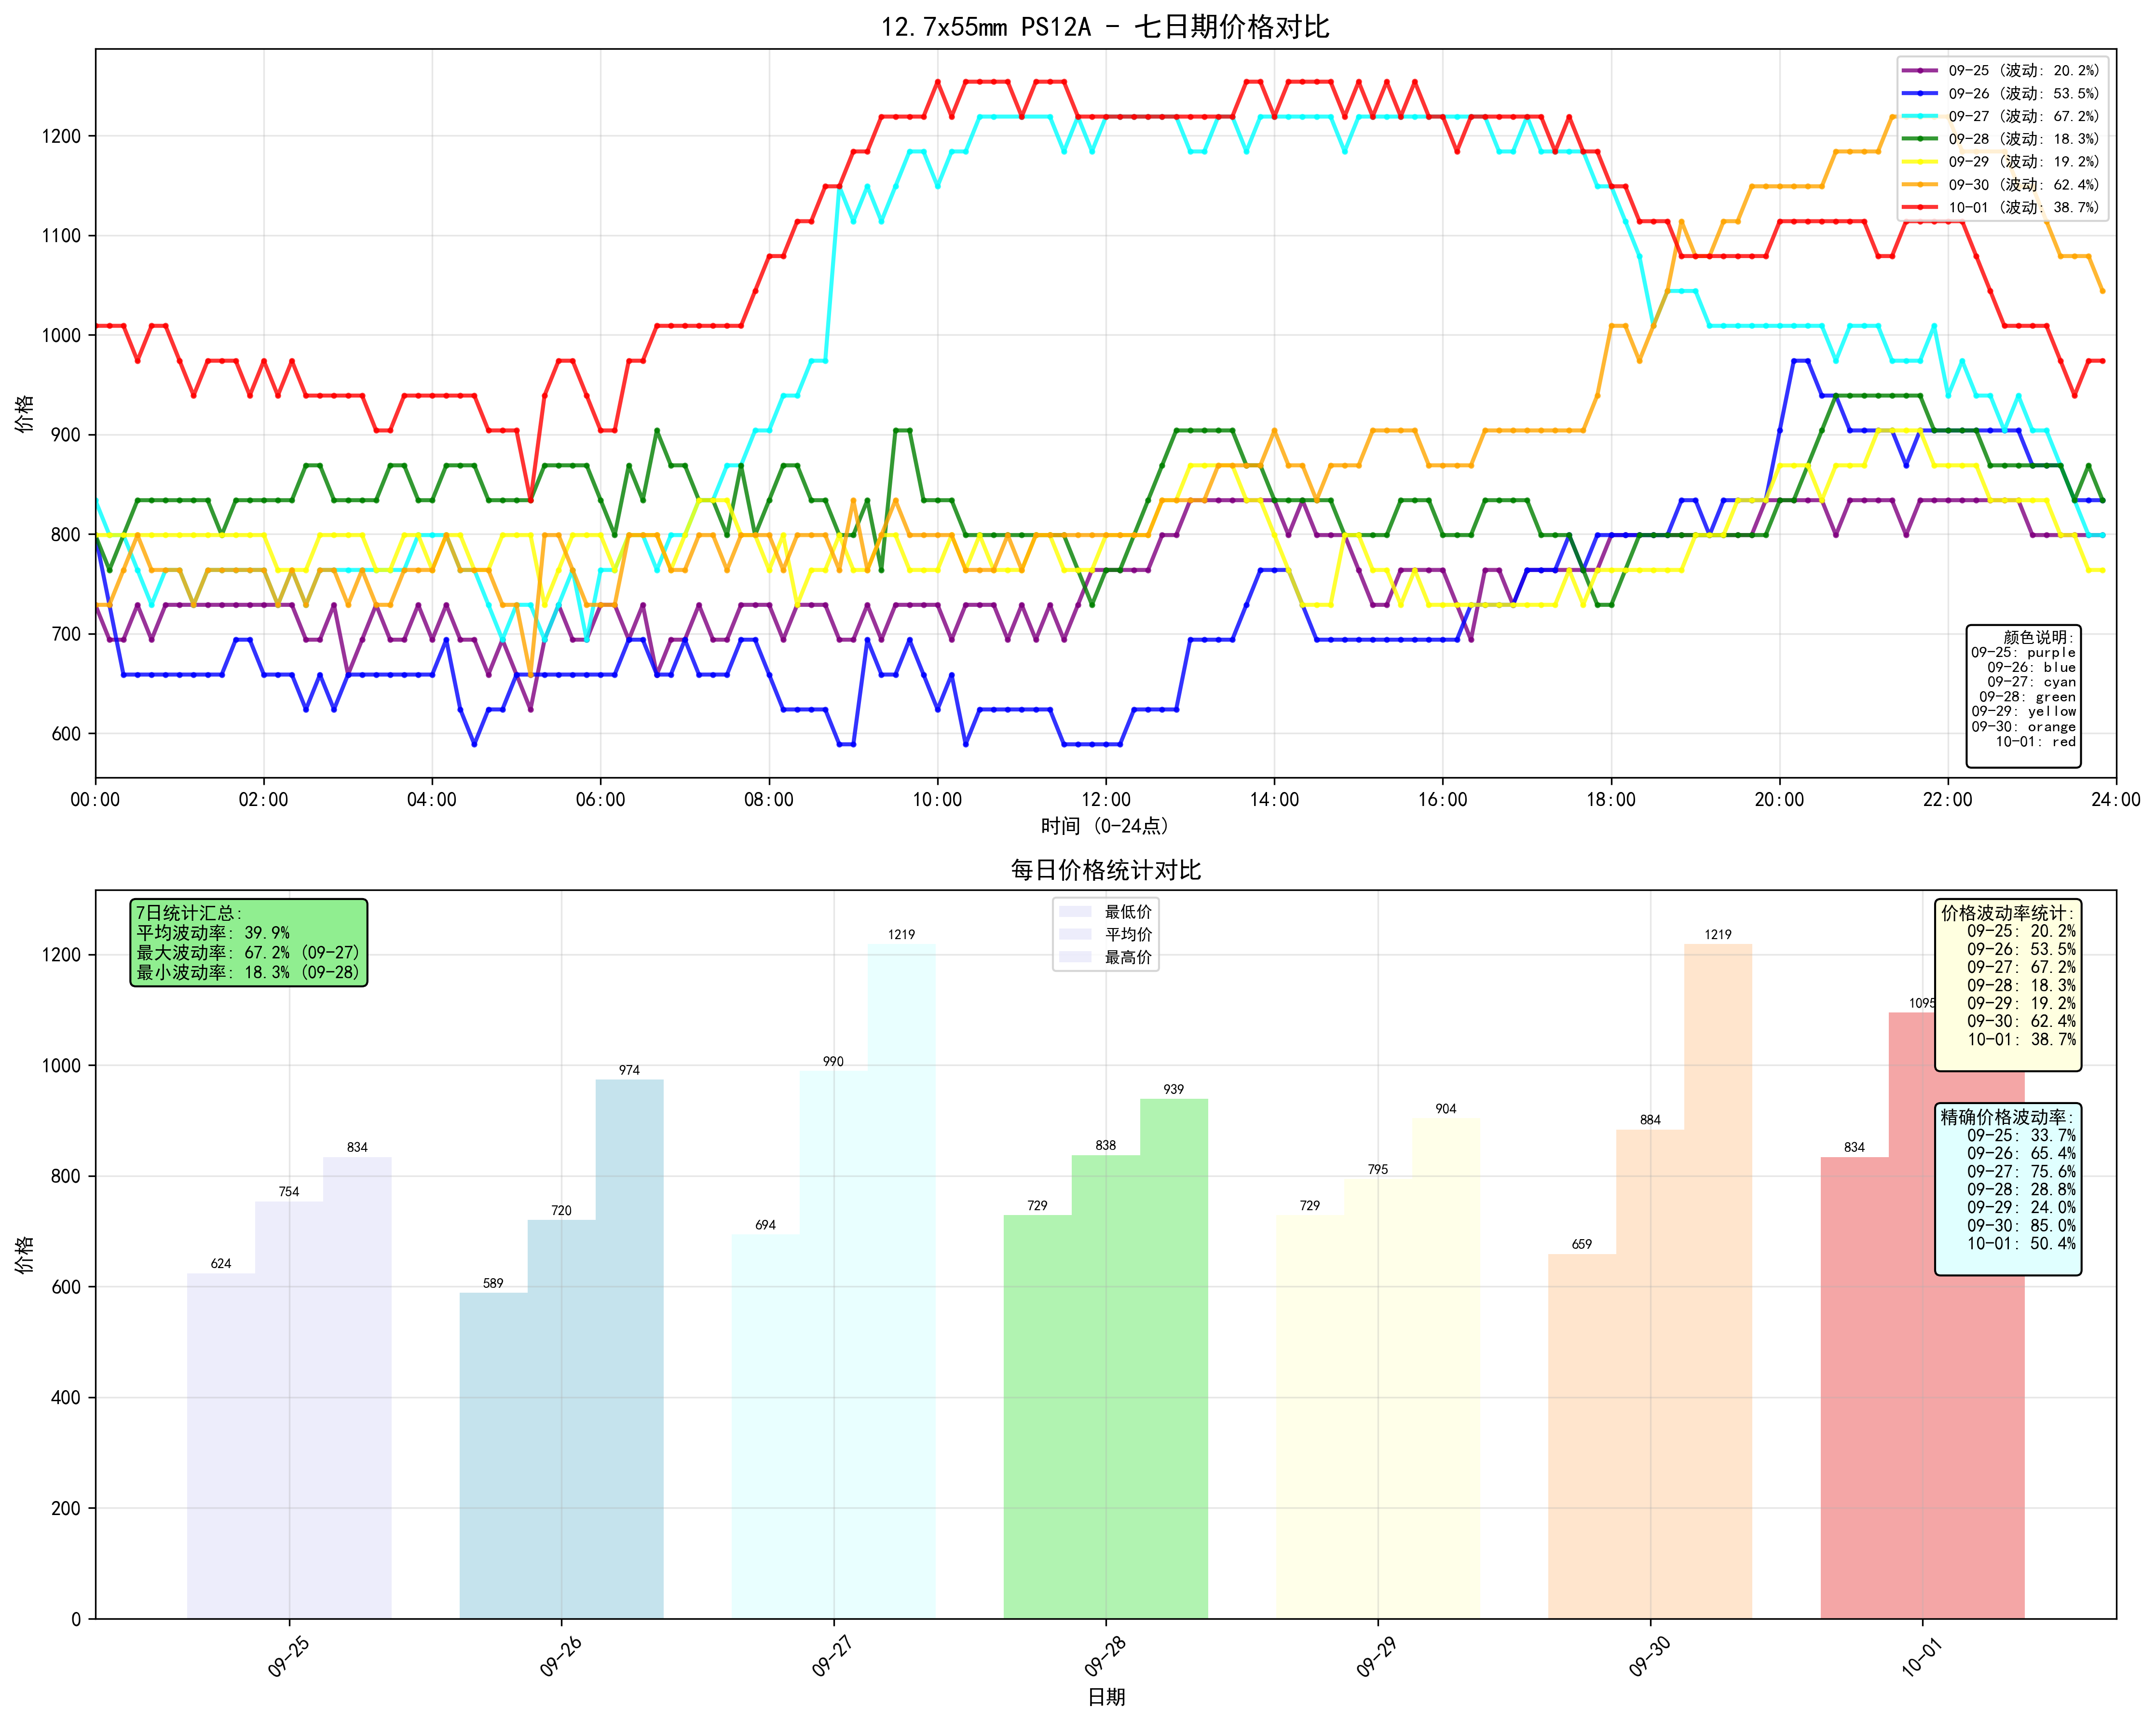 12.7x55mm PS12A - 七日期价格对比
价格
1200
1100
1000
900
800
700
600
09-25 (波动: 20.2%)
09-26 (波动: 53.5%)
09-27 (波动: 67.2%)
09-28 (波动: 18.3%)
09-29 (波动: 19.2%)
09-30 (波动: 62.4%)
10-01 (波动: 38.7%)
颜色说明:
09-25: purple
09-26: blue
09-27: cyan
09-28: green
09-29: yellow
09-30: orange
10-01: red
00:00 02:00 04:00 06:00 08:00 10:00 12:00 14:00 16:00 18:00 20:00 22:00 24:00
时间 (0-24点)
每日价格统计对比
价格
1200
1000
800
600
400
200
0
7日统计汇总:
平均波动率: 39.9%
最大波动率: 67.2% (09-27)
最小波动率: 18.3% (09-28)
最低价
平均价
最高价
价格波动率统计:
09-25: 20.2%
09-26: 53.5%
09-27: 67.2%
09-28: 18.3%
09-29: 19.2%
09-30: 62.4%
10-01: 38.7%
精确价格波动率:
09-25: 33.7%
09-26: 65.4%
09-27: 75.6%
09-28: 28.8%
09-29: 24.0%
09-30: 85.0%
10-01: 50.4%
624 754 834
589 720 974
694 990 1219
729 838 939
729 795 904
659 884 1219
834 1095
09-25 09-26 09-27 09-28 09-29 09-30 10-01
日期